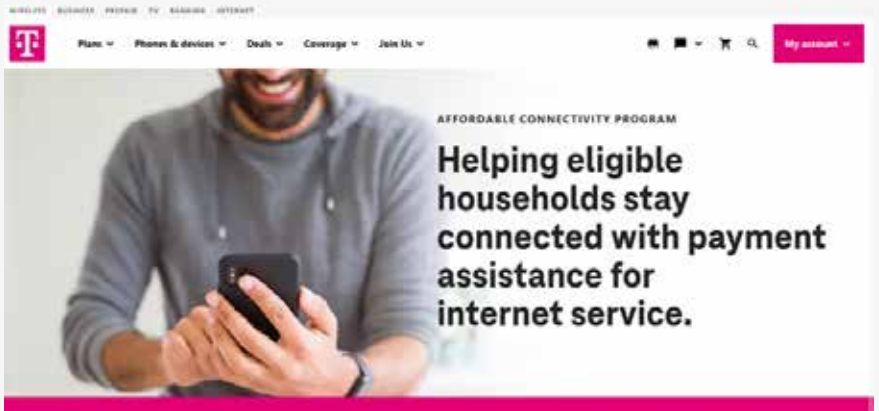 WIRELESS BUSINESS PREPAID TV BANKING INTERNET
T
Plans Phones & devices Deals Coverage Join Us My account
AFFORDABLE CONNECTIVITY PROGRAM
Helping eligible
households stay
connected with payment
assistance for
internet service.